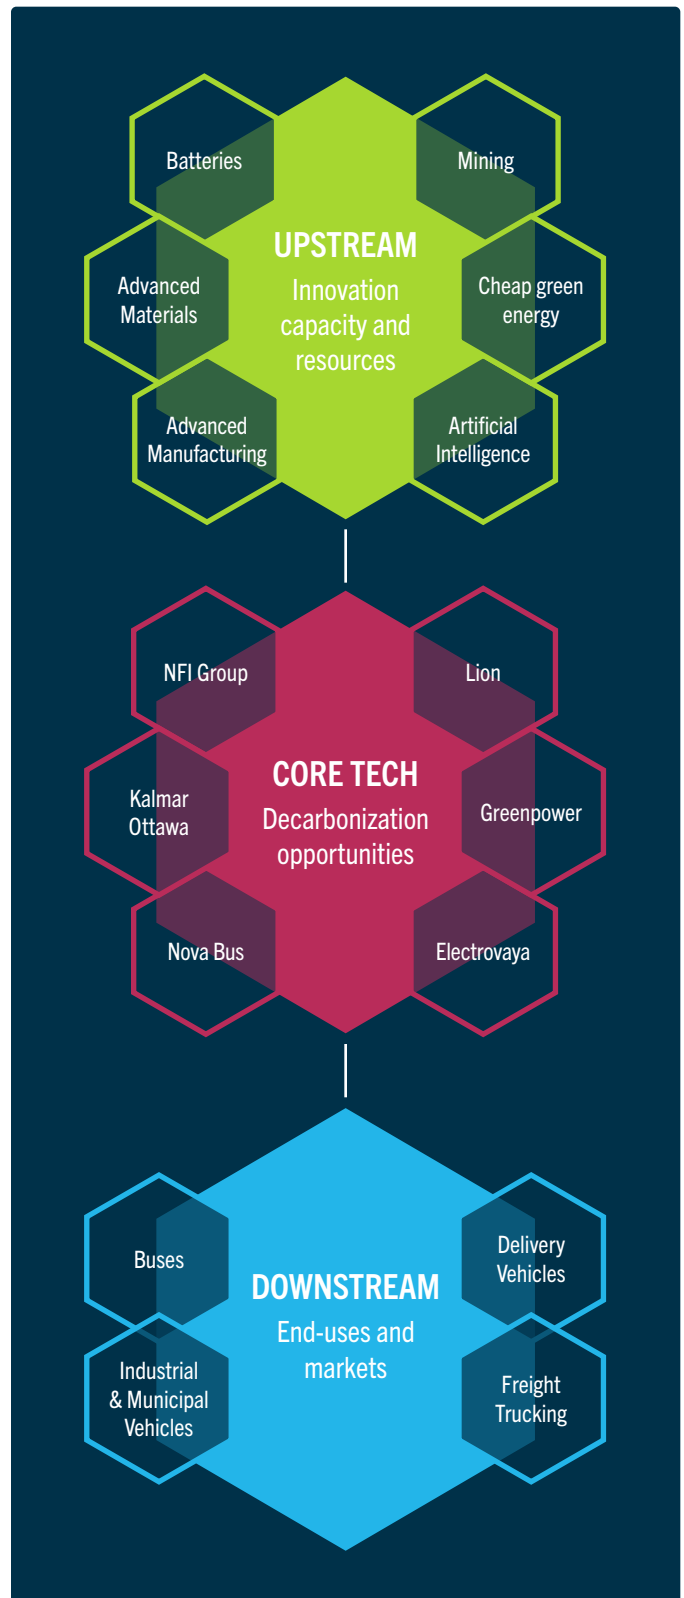 Batteries
Mining
UPSTREAM
Innovation
capacity and
resources
Advanced
Materials
Cheap green
energy
Advanced
Manufacturing
Artificial
Intelligence
NFI Group
Lion
CORE TECH
Decarbonization
opportunities
Kalmar
Ottawa
Greenpower
Nova Bus
Electrovaya
Buses
Delivery
Vehicles
DOWNSTREAM
End-uses and
markets
Industrial
& Municipal
Vehicles
Freight
Trucking